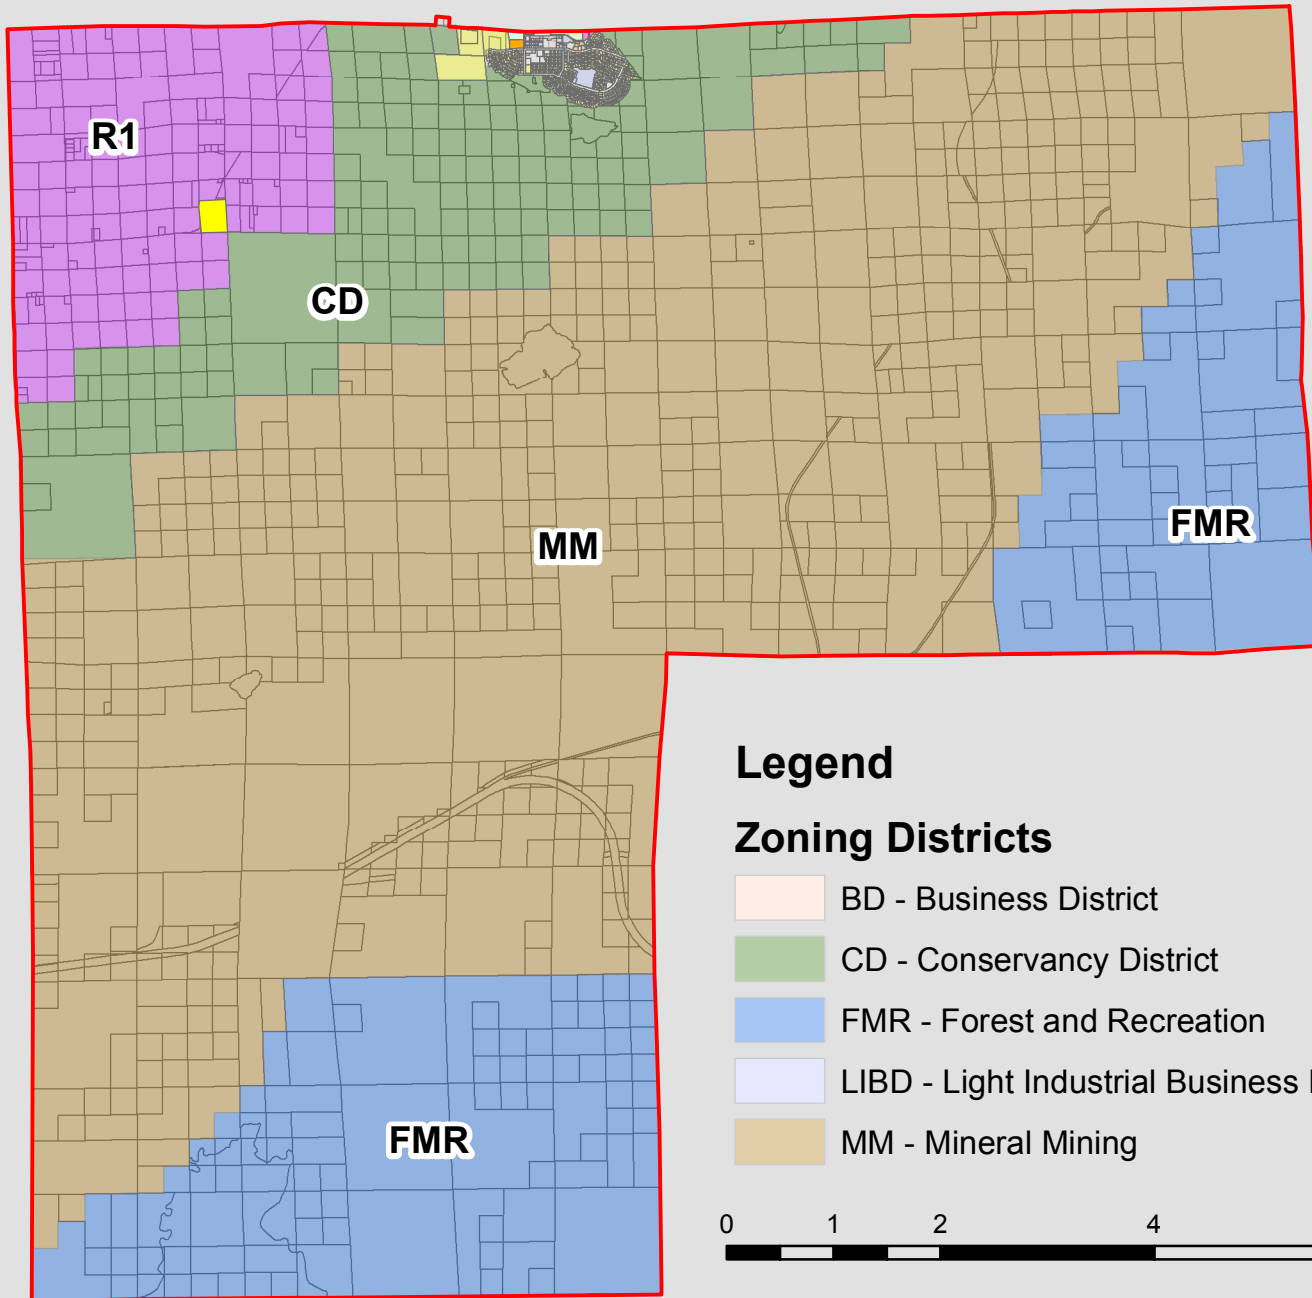 R1
CD
MM
FMR
FMR
Legend
Zoning Districts
BD - Business District
CD - Conservancy District
FMR - Forest and Recreation
LIBD - Light Industrial Business
MM - Mineral Mining
0 1 2 4